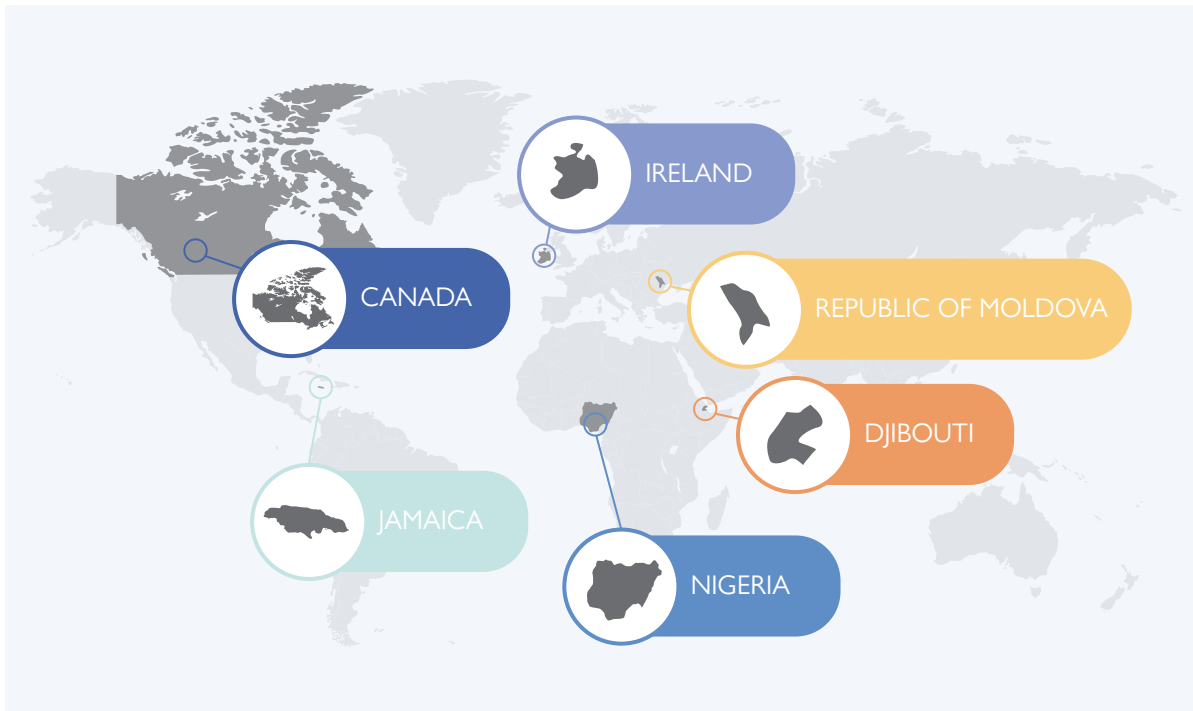 IRELAND
CANADA
REPUBLIC OF MOLDOVA
DJIBOUTI
JAMAICA
NIGERIA